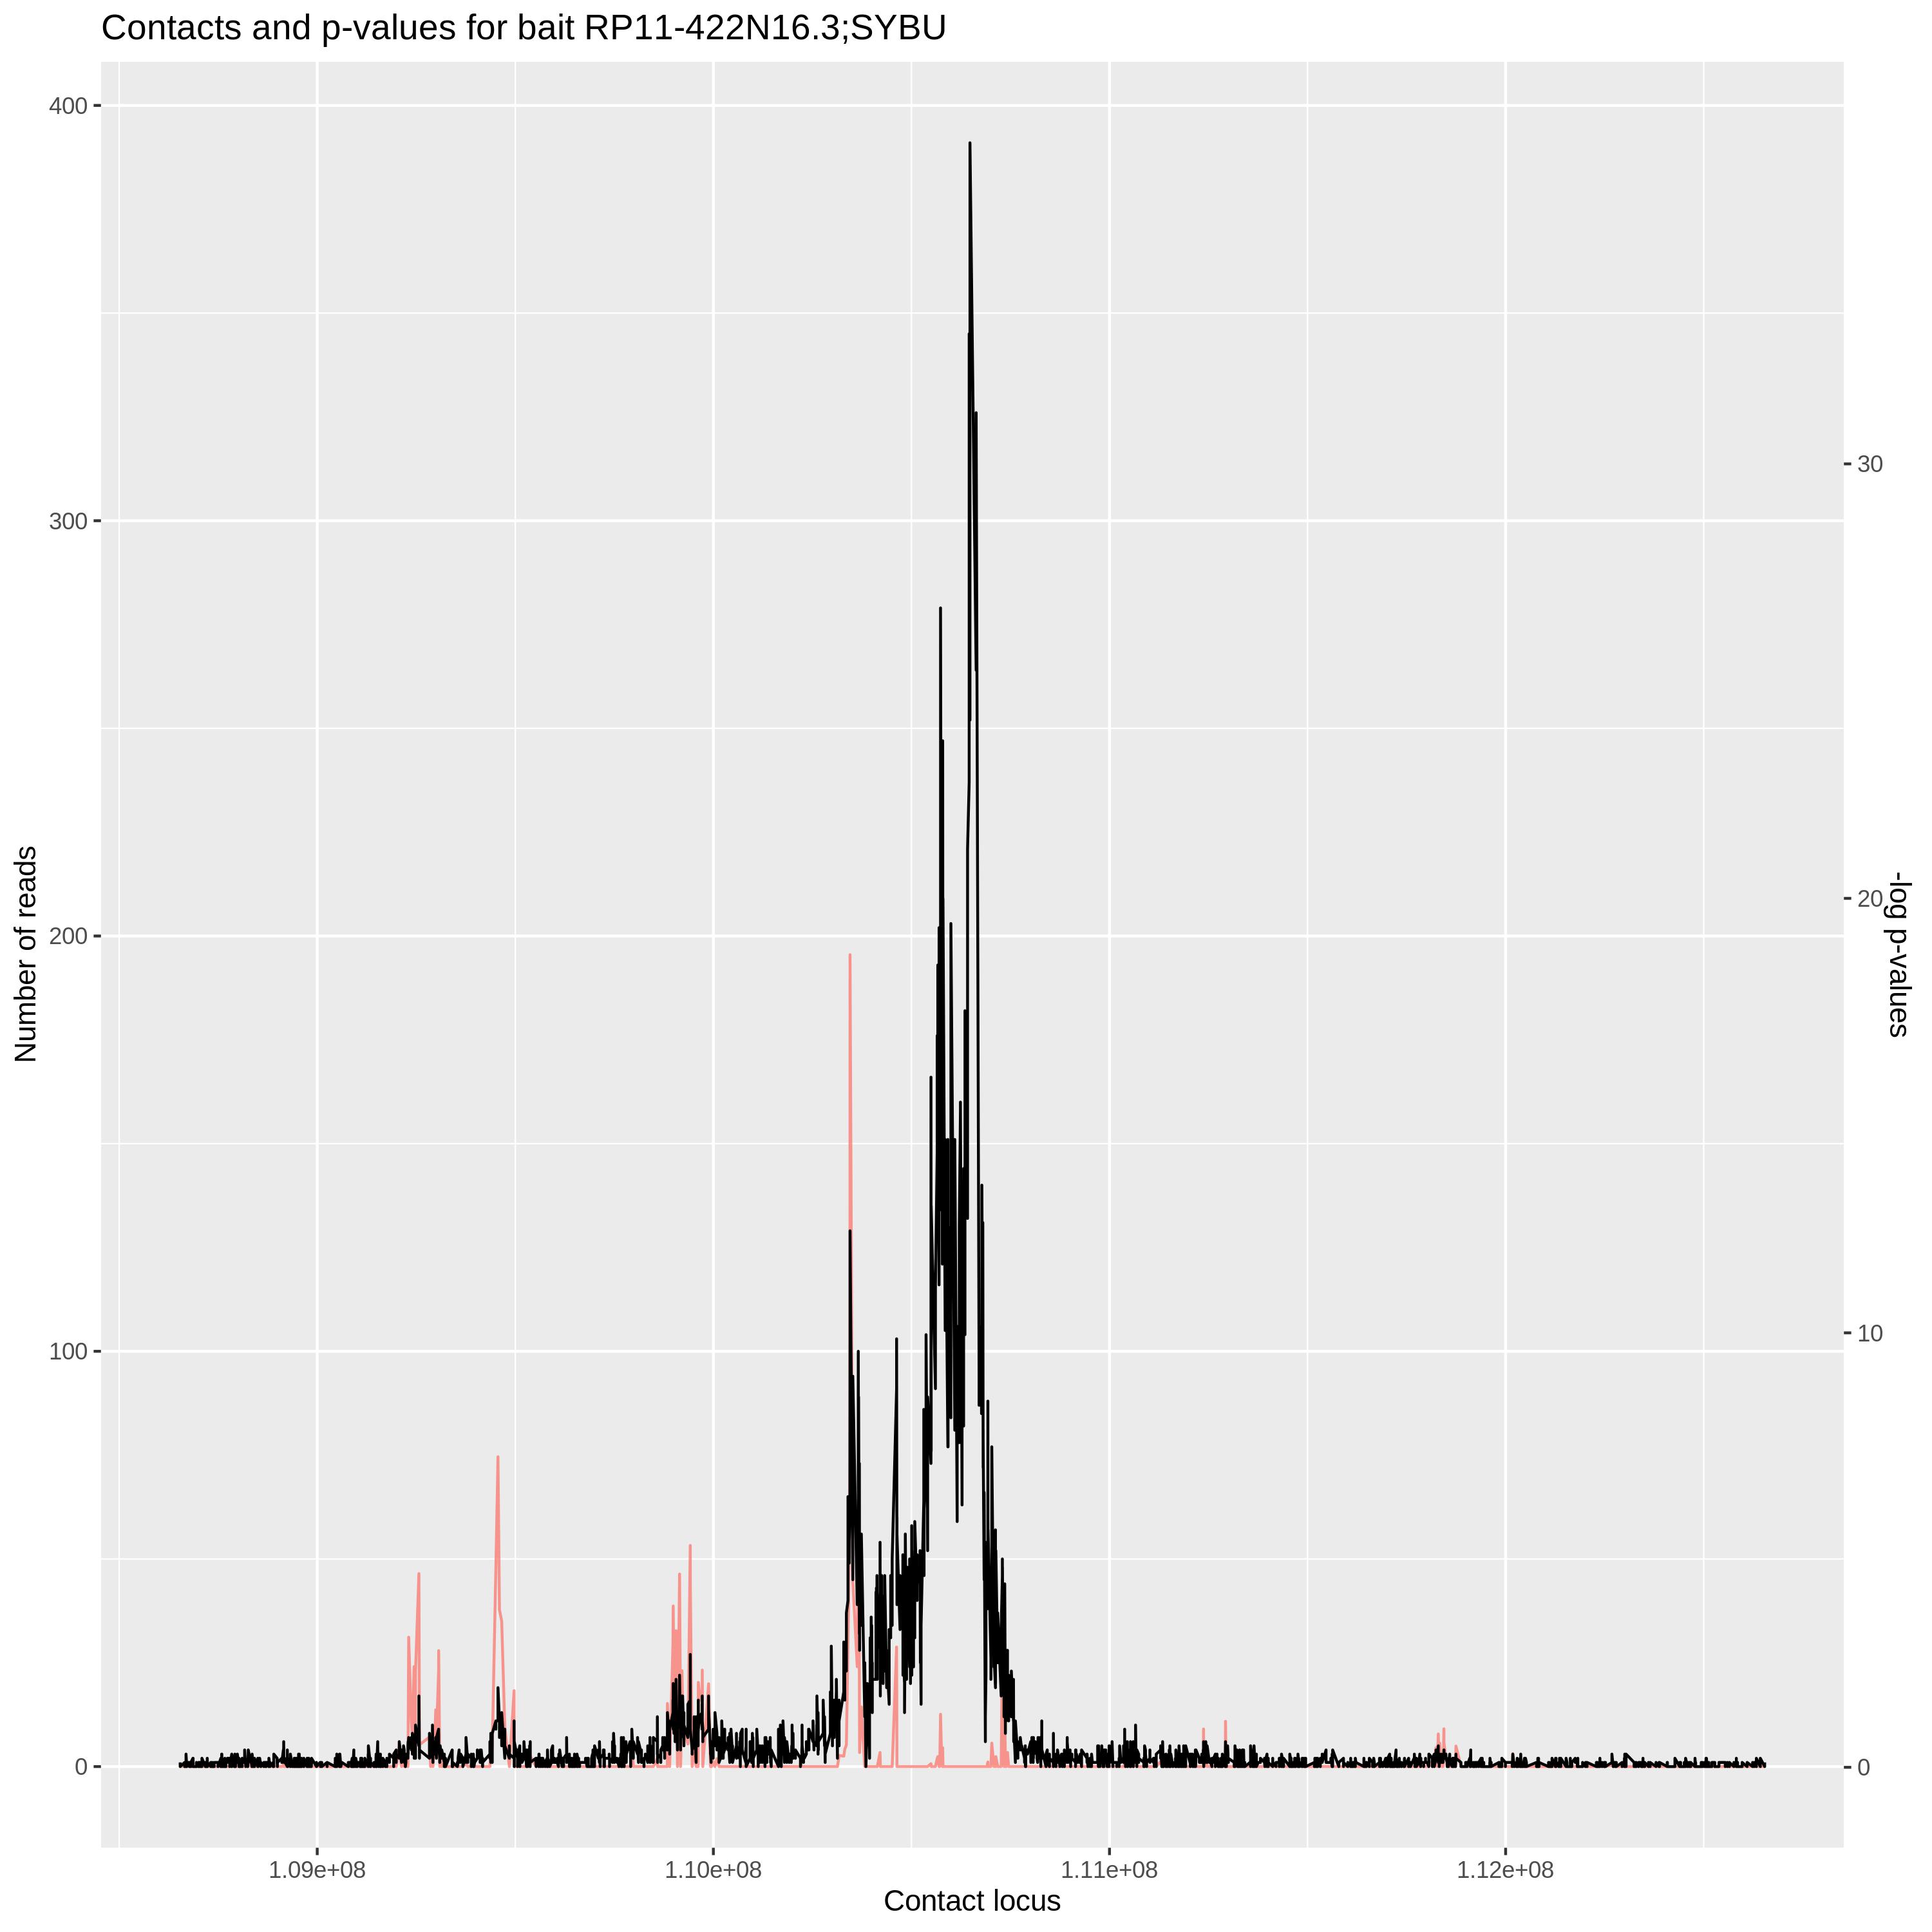 Contacts and p-values for bait RP11-422N16.3;SYBU
400
300
200
100
0
Number of reads
30
20
10
0
-log p-values
1.09e+08
1.10e+08
1.11e+08
1.12e+08
Contact locus